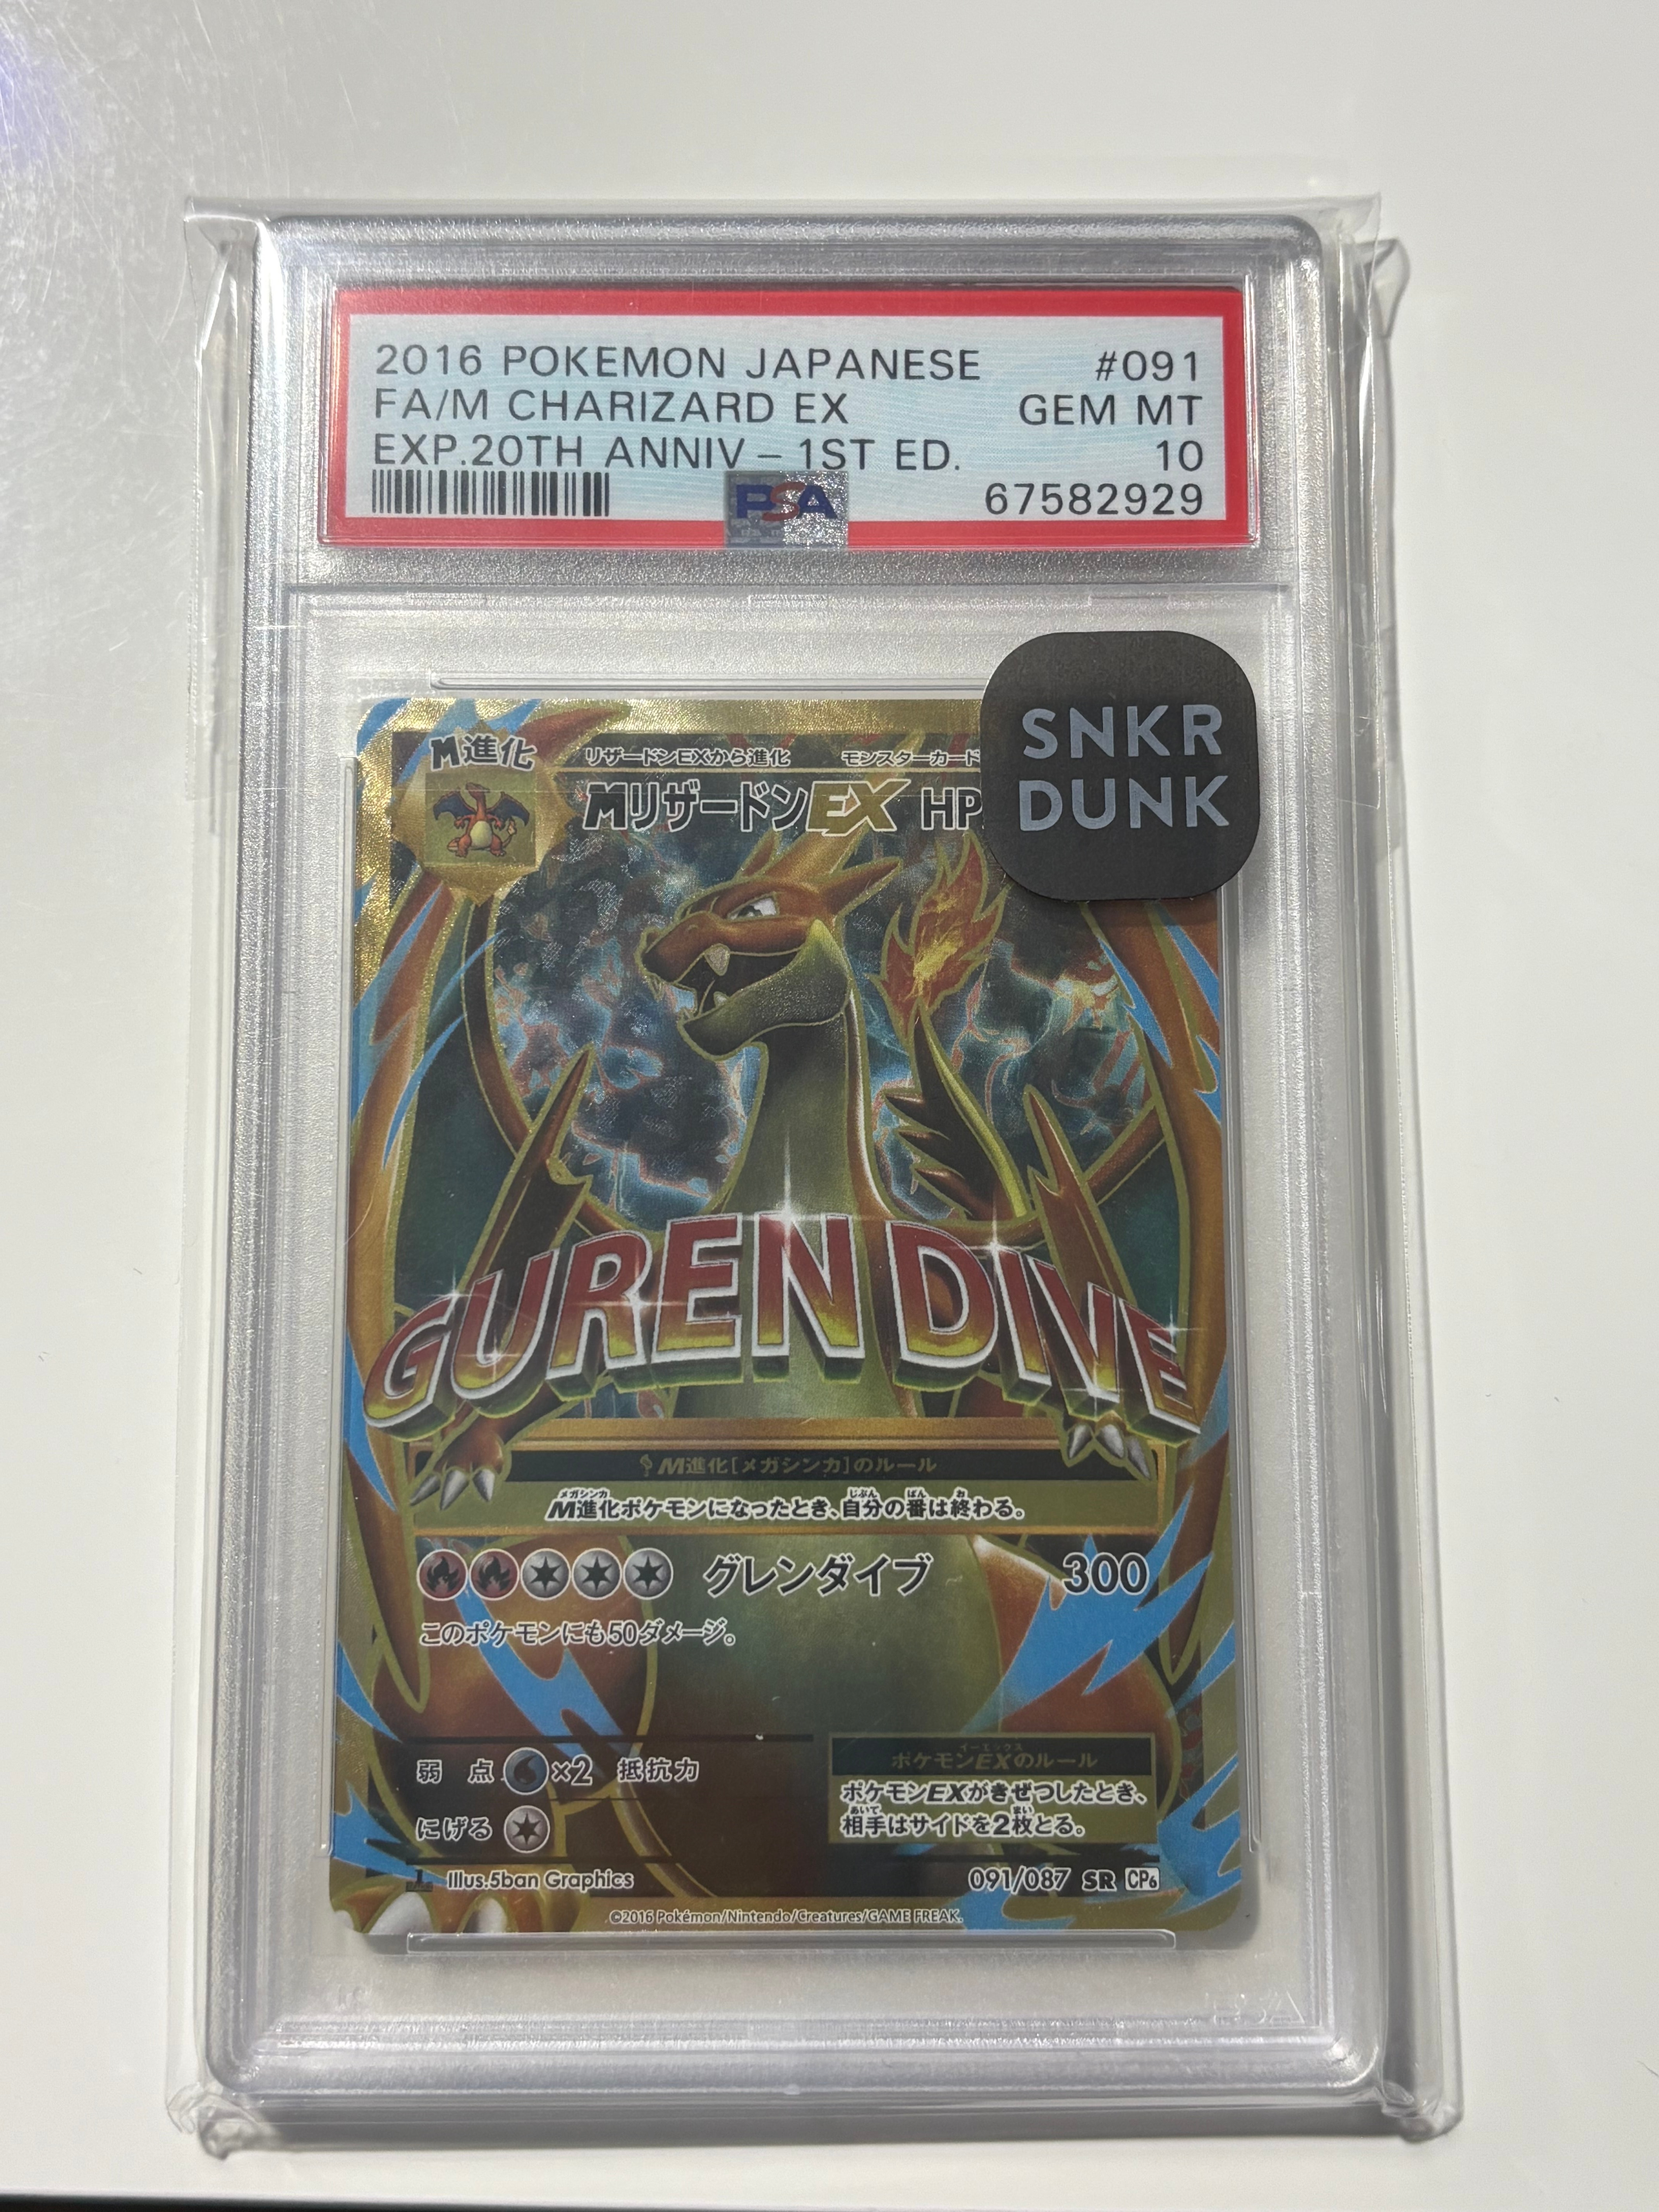 2016 POKEMON JAPANESE #091
FA/M CHARIZARD EX GEM MT
EXP.20TH ANNIV - 1ST ED. 10
PSA 67582929
SNKR
DUNK
M進化
リザードンEXから進化 モンスターカード
MリザードンEX HP
GUREN DIVE
M進化[メガシンカ]のルール
M進化ポケモンになったとき、自分の番は終わる。
グレンダイブ 300
このポケモンにも50ダメージ。
弱 点 ×2 抵抗力
ポケモンEXのルール
ポケモンEXがきぜつしたとき、
相手はサイドを2枚とる。
にげる
Illus.5ban Graphics 091/087 SR CP6
©2016 Pokémon/Nintendo/Creatures/GAME FREAK.